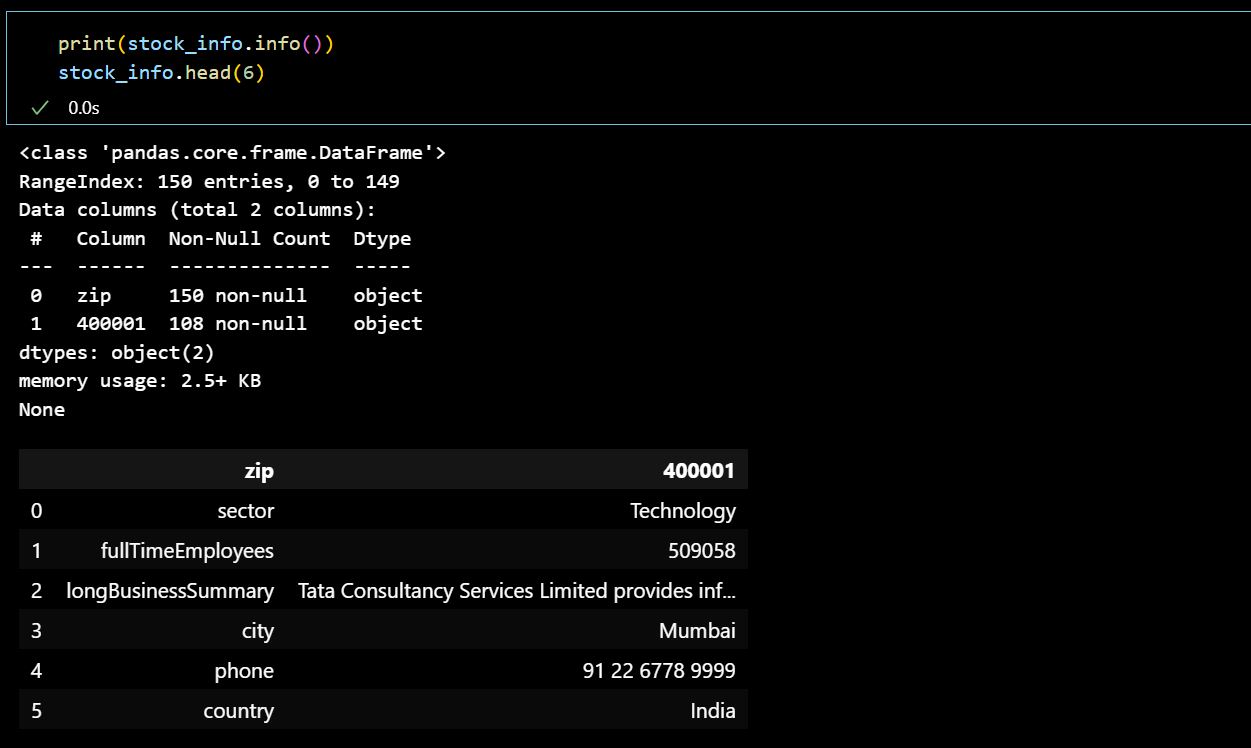 print(stock_info.info())
stock_info.head(6)
0.0s
<class 'pandas.core.frame.DataFrame'>
RangeIndex: 150 entries, 0 to 149
Data columns (total 2 columns):
 #   Column  Non-Null Count  Dtype
---  ------  --------------  -----
 0   zip     150 non-null    object
 1   400001  108 non-null    object
dtypes: object(2)
memory usage: 2.5+ KB
None
zip 400001
0 sector Technology
1 fullTimeEmployees 509058
2 longBusinessSummary Tata Consultancy Services Limited provides inf...
3 city Mumbai
4 phone 91 22 6778 9999
5 country India